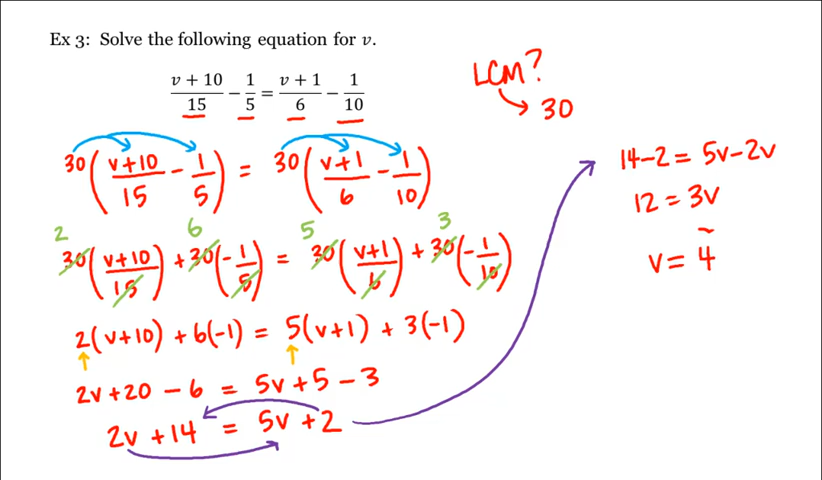 Ex 3: Solve the following equation for v.
(v + 10)/15 − 1/5 = (v + 1)/6 − 1/10
LCM?
30
30( (v+10)/15 − 1/5 ) = 30( (v+1)/6 − 1/10 )
2 6 5 3
30( (v+10)/15 ) + 30( −1/5 ) = 30( (v+1)/6 ) + 30( −1/10 )
2(v+10) + 6(−1) = 5(v+1) + 3(−1)
2v+20 − 6 = 5v+5 − 3
2v +14 = 5v +2
14−2 = 5v−2v
12 = 3v
v = 4